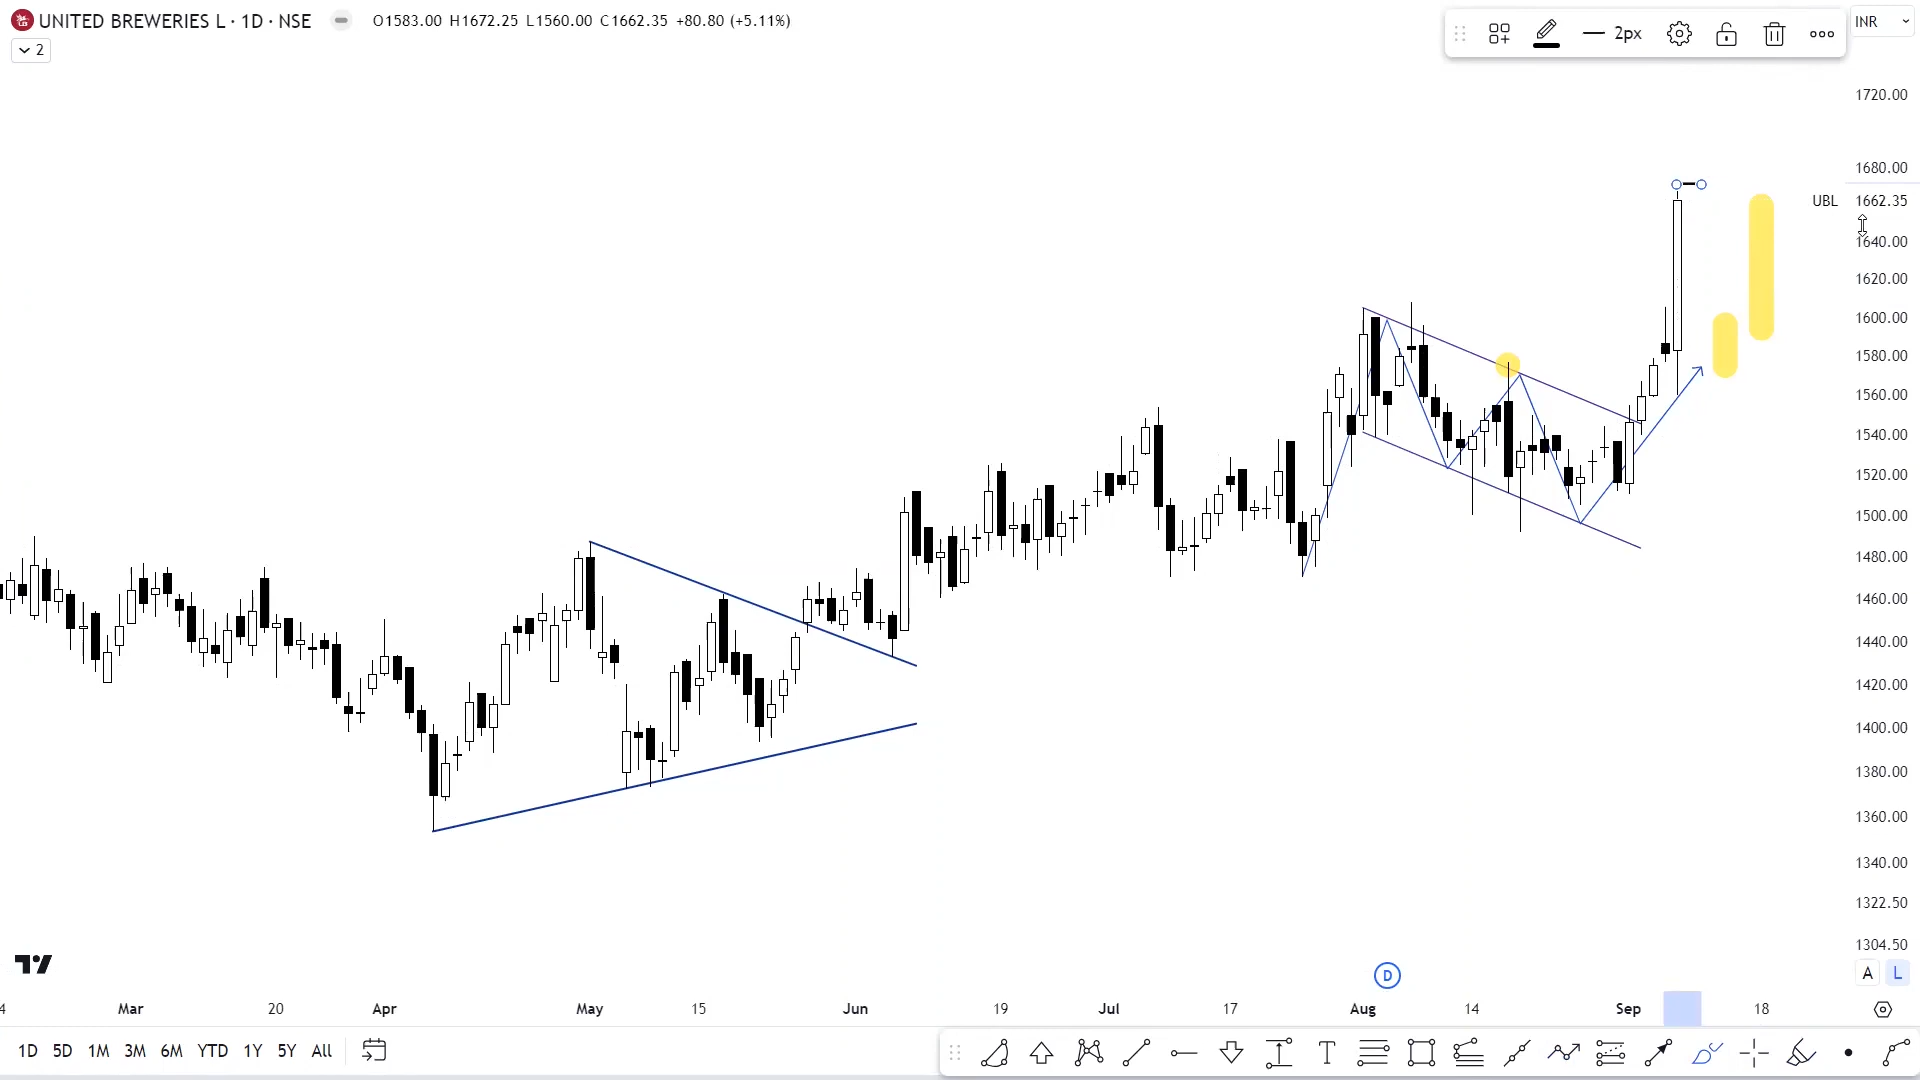 UNITED BREWERIES L · 1D · NSE O1583.00 H1672.25 L1560.00 C1662.35 +80.80 (+5.11%)
2
2px
INR
1720.00
1680.00
UBL 1662.35
1640.00
1620.00
1600.00
1580.00
1560.00
1540.00
1520.00
1500.00
1480.00
1460.00
1440.00
1420.00
1400.00
1380.00
1360.00
1340.00
1322.50
1304.50
D
A L
4 Mar 20 Apr May 15 Jun 19 Jul 17 Aug 14 Sep 18
1D 5D 1M 3M 6M YTD 1Y 5Y All
T